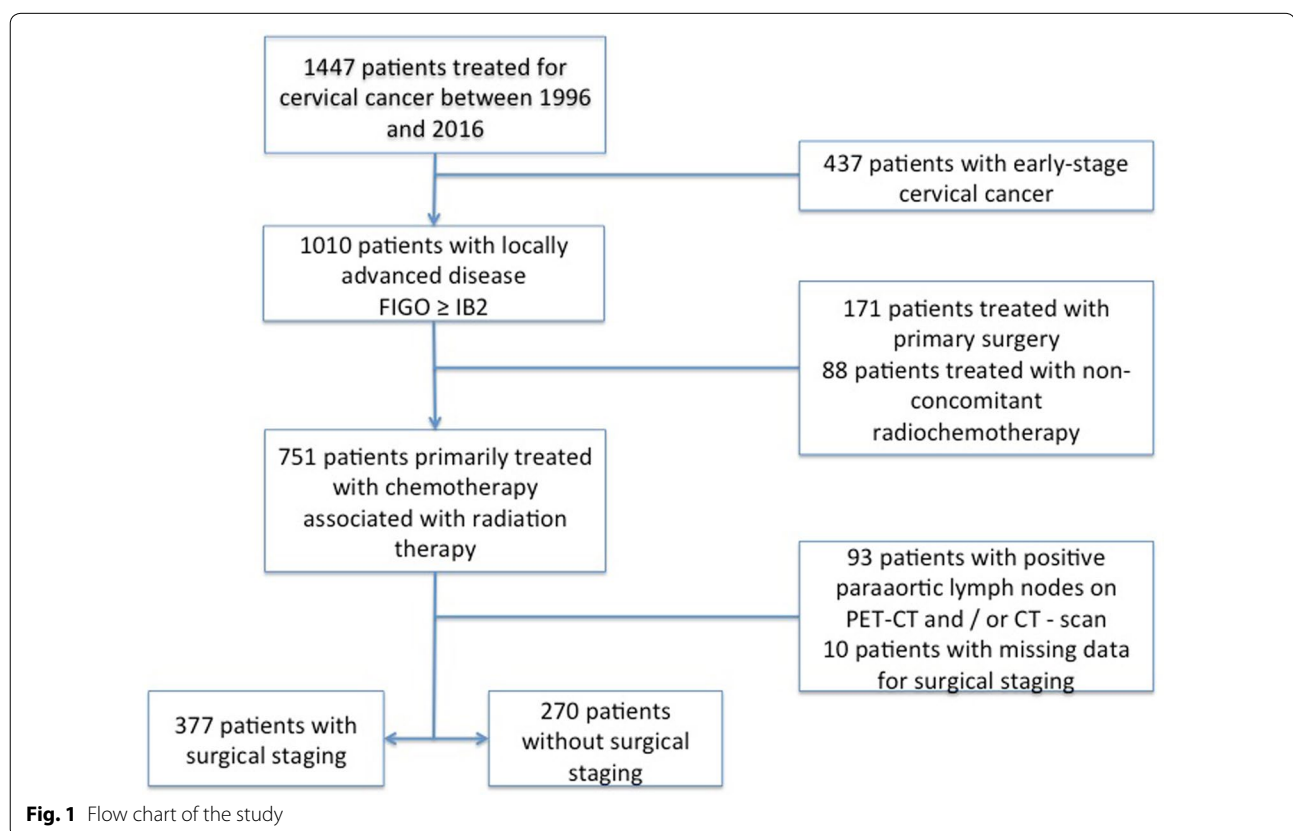 1447 patients treated for
cervical cancer between 1996
and 2016
437 patients with early-stage
cervical cancer
1010 patients with locally
advanced disease
FIGO ≥ IB2
171 patients treated with
primary surgery
88 patients treated with non-
concomitant
radiochemotherapy
751 patients primarily treated
with chemotherapy
associated with radiation
therapy
93 patients with positive
paraaortic lymph nodes on
PET-CT and / or CT - scan
10 patients with missing data
for surgical staging
377 patients with
surgical staging
270 patients
without surgical
staging
Fig. 1 Flow chart of the study